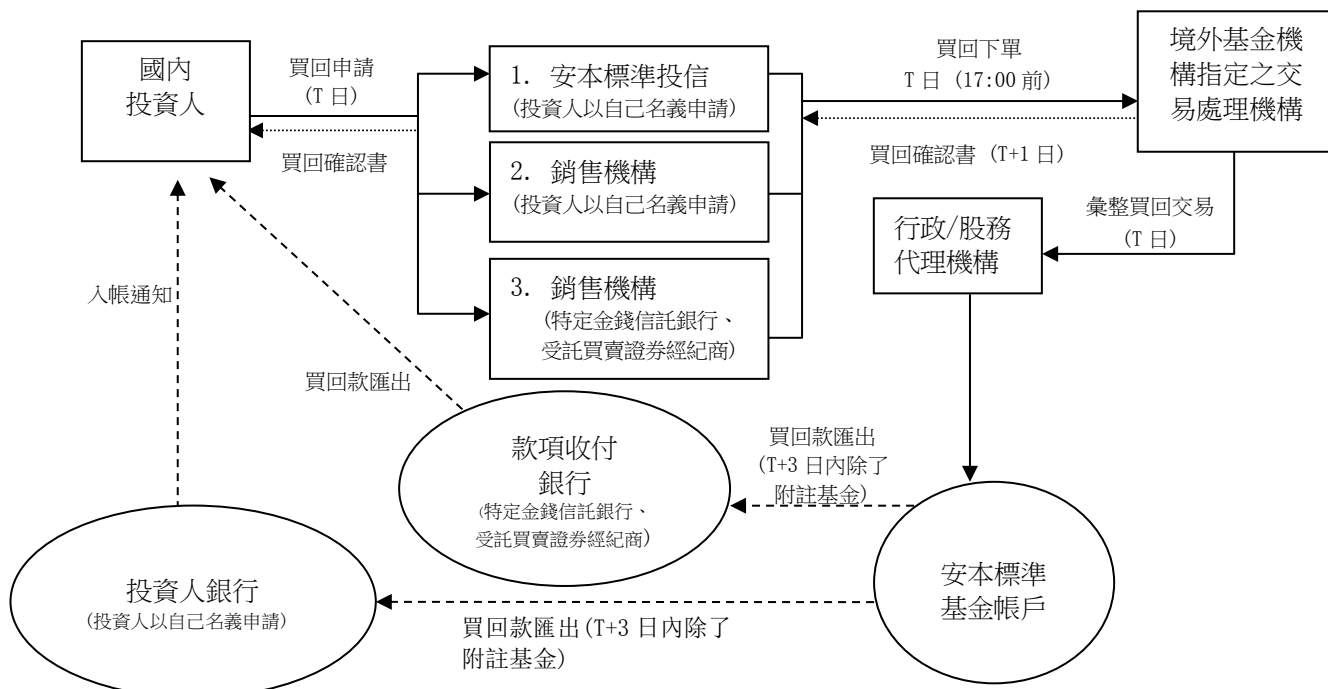 國內
投資人
買回申請
(T 日)
買回確認書
1. 安本標準投信
(投資人以自己名義申請)
2. 銷售機構
(投資人以自己名義申請)
3. 銷售機構
(特定金錢信託銀行、
受託買賣證券經紀商)
買回下單
T 日 (17:00 前)
買回確認書 (T+1 日)
境外基金機
構指定之交
易處理機構
彙整買回交易
(T 日)
行政/股務
代理機構
入帳通知
買回款匯出
款項收付
銀行
(特定金錢信託銀行、
受託買賣證券經紀商)
買回款匯出
(T+3 日內除了
附註基金)
安本標準
基金帳戶
投資人銀行
(投資人以自己名義申請)
買回款匯出(T+3 日內除了
附註基金)